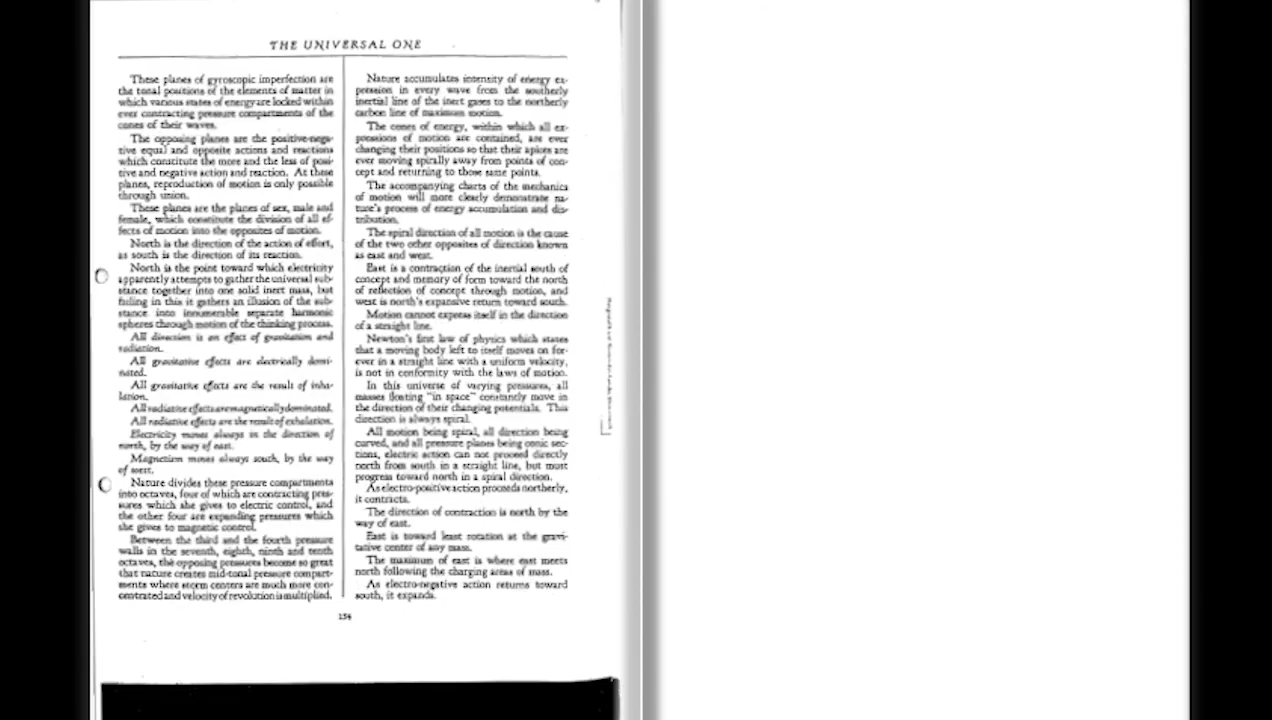 THE UNIVERSAL ONE
These planes of gyroscopic imperfection are
the tonal positions of the elements of matter in
which various states of energy are locked within
ever contracting pressure compartments of the
cones of their waves.
The opposing planes are the positive-nega-
tive equal and opposite actions and reactions
which constitute the more and the less of posi-
tive and negative action and reaction. At these
planes, reproduction of motion is only possible
through union.
These planes are the planes of sex, male and
female, which constitute the division of all ef-
fects of motion into the opposites of motion.
North is the direction of the action of effort,
as south is the direction of its reaction.
North is the point toward which electricity
apparently attempts to gather the universal sub-
stance together into one solid inert mass, but
failing in this it gathers an illusion of the sub-
stance into innumerable separate harmonic
spheres through motion of the thinking process.
All direction is an effect of gravitation and
radiation.
All gravitative effects are electrically domi-
nated.
All gravitative effects are the result of inha-
lation.
All radiative effects are magnetically dominated.
All radiative effects are the result of exhalation.
Electricity moves always in the direction of
north, by the way of east.
Magnetism moves always south, by the way
of west.
Nature divides these pressure compartments
into octaves, four of which are contracting pres-
sures which she gives to electric control, and
the other four are expanding pressures which
she gives to magnetic control.
Between the third and the fourth pressure
walls in the seventh, eighth, ninth and tenth
octaves, the opposing pressures become so great
that nature creates mid-tonal pressure compart-
ments where storm centers are much more con-
centrated and velocity of revolution is multiplied.
Nature accumulates intensity of energy ex-
pression in every wave from the southerly
inertial line of the inert gases to the northerly
carbon line of maximum motion.
The cones of energy, within which all ex-
pressions of motion are contained, are ever
changing their positions so that their apices are
ever moving spirally away from points of con-
cept and returning to those same points.
The accompanying charts of the mechanics
of motion will more clearly demonstrate na-
ture's process of energy accumulation and dis-
tribution.
The spiral direction of all motion is the cause
of the two other opposites of direction known
as east and west.
East is a contraction of the inertial south of
concept and memory of form toward the north
of reflection of concept through motion, and
west is north's expansive return toward south.
Motion cannot express itself in the direction
of a straight line.
Newton's first law of physics which states
that a moving body left to itself moves on for-
ever in a straight line with a uniform velocity,
is not in conformity with the laws of motion.
In this universe of varying pressures, all
masses floating "in space" constantly move in
the direction of their changing potentials. This
direction is always spiral.
All motion being spiral, all direction being
curved, and all pressure planes being conic sec-
tions, electric action can not proceed directly
north from south in a straight line, but must
progress toward north in a spiral direction.
As electro-positive action proceeds northerly,
it contracts.
The direction of contraction is north by the
way of east.
East is toward least rotation at the gravi-
tative center of any mass.
The maximum of east is where east meets
north following the charging areas of mass.
As electro-negative action returns toward
south, it expands.
154